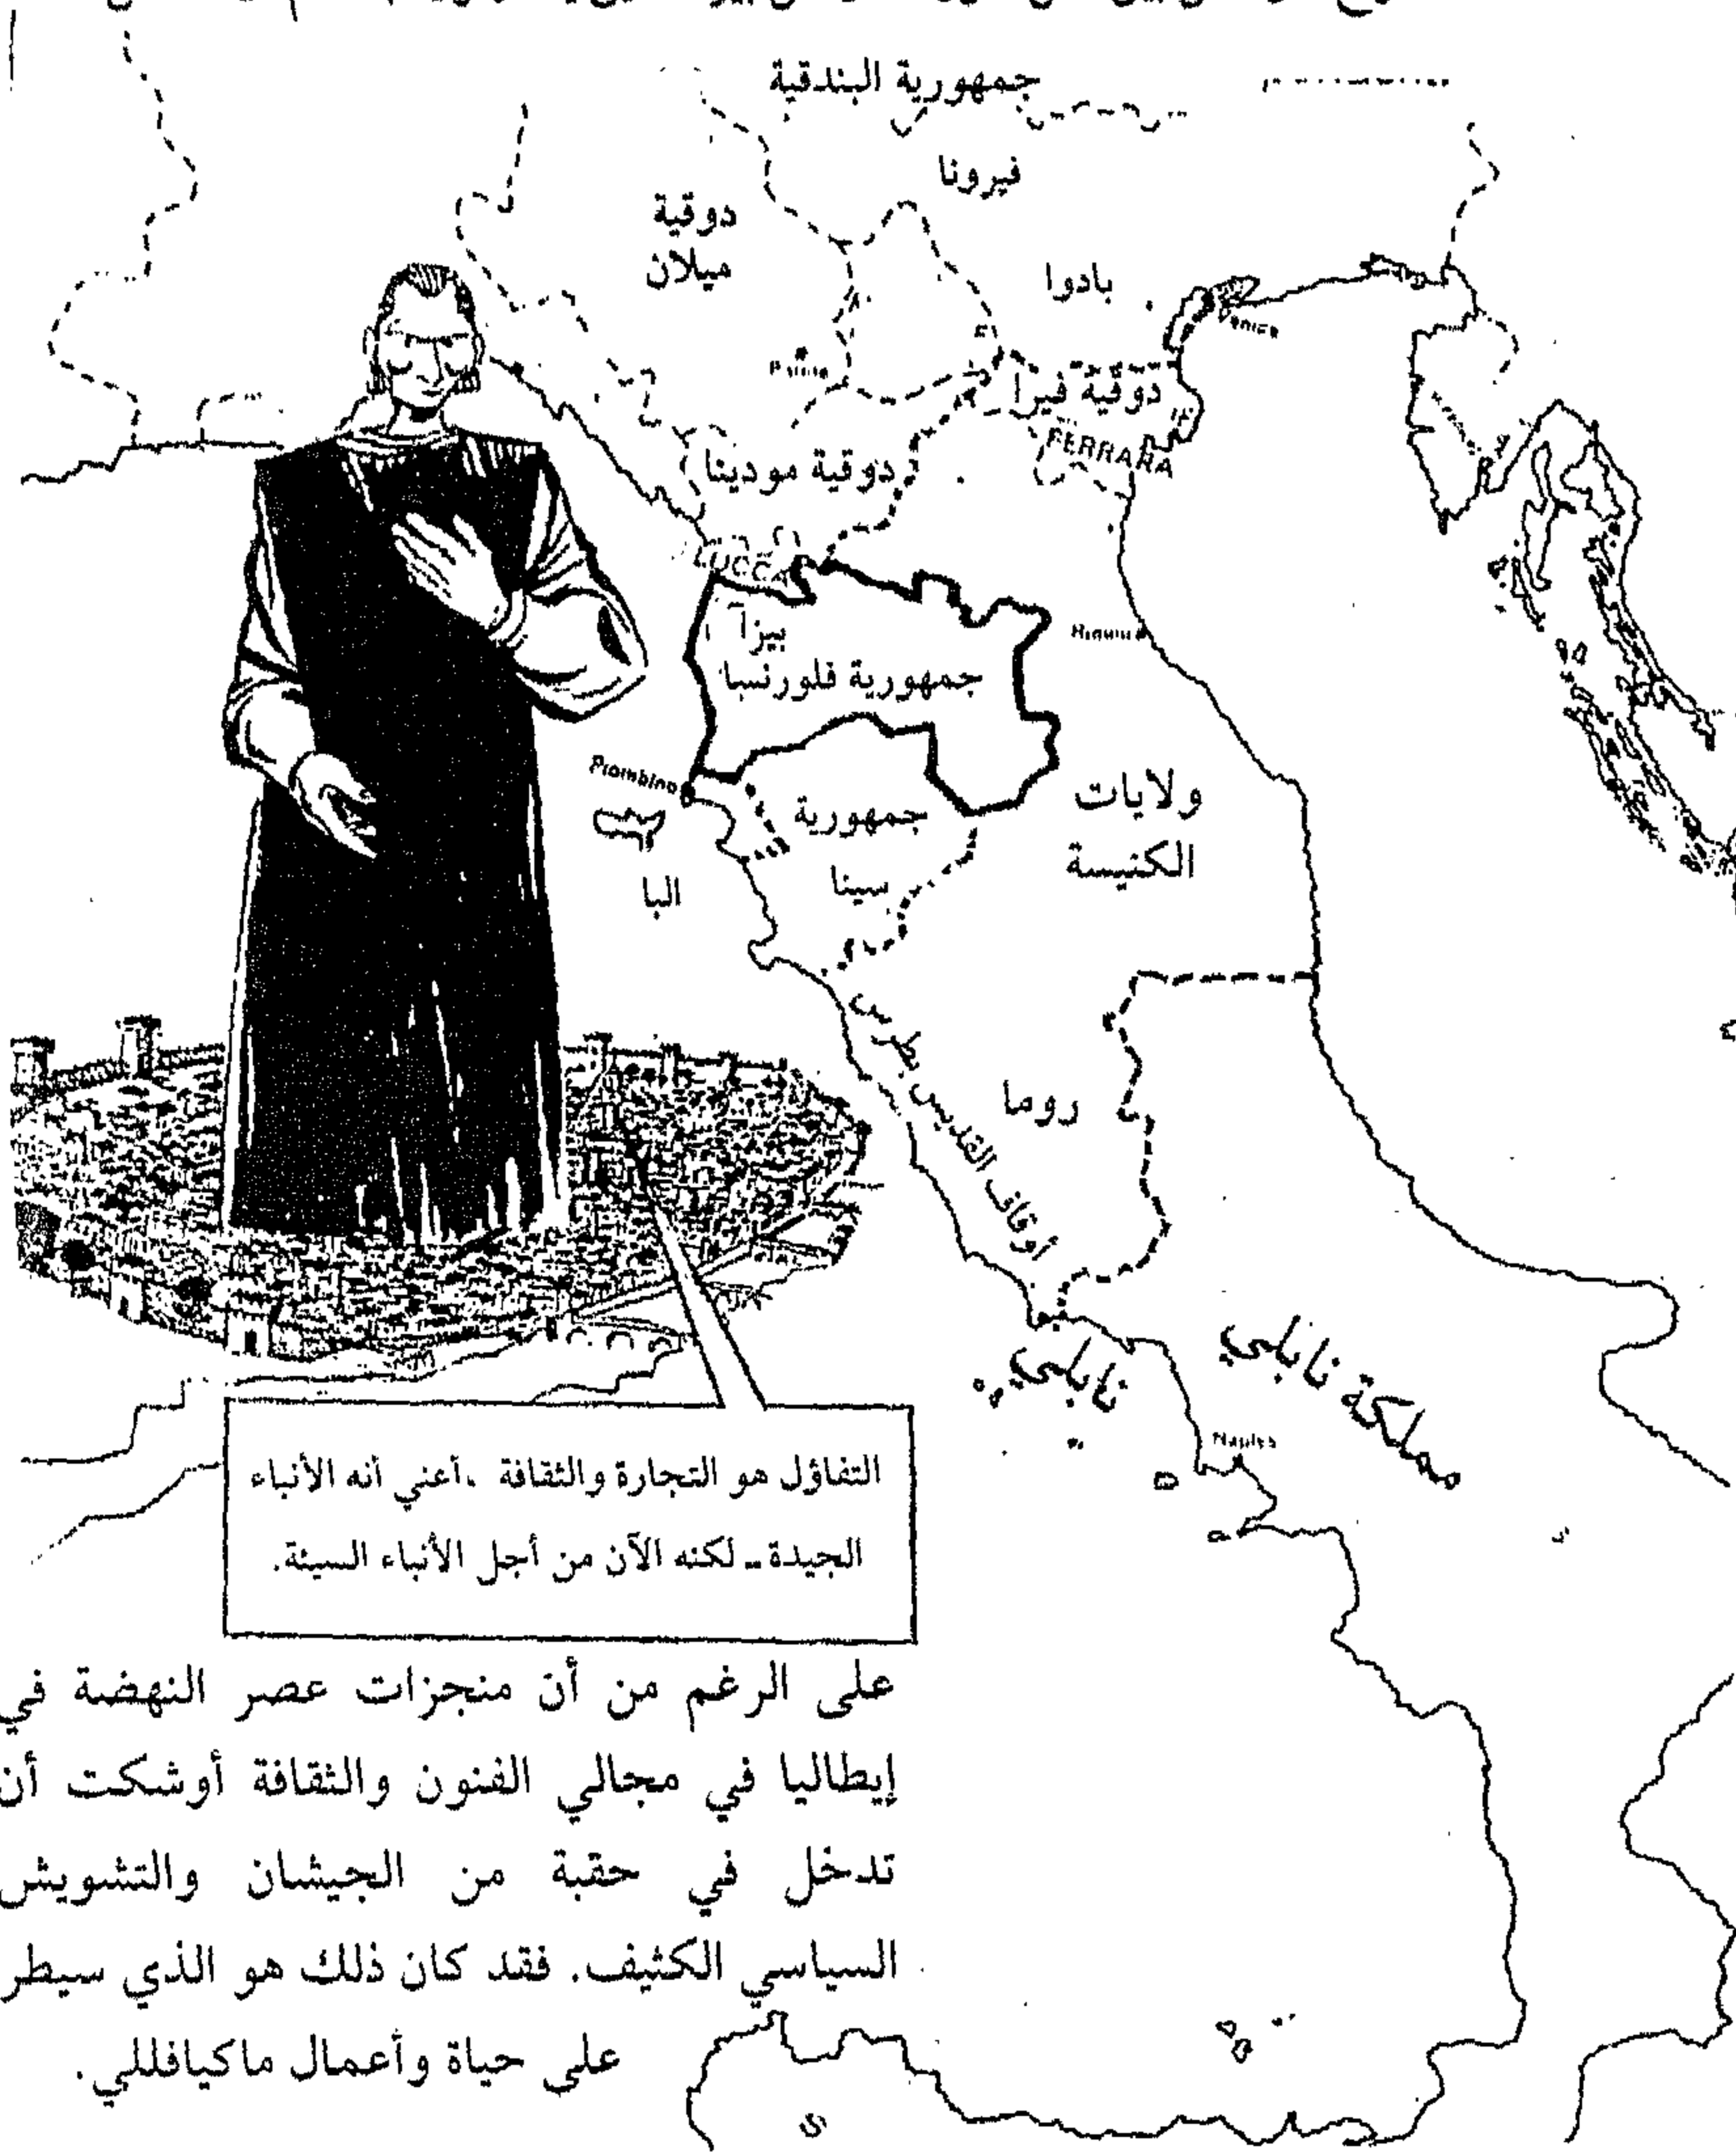 جمهورية البندقية
فيرونا
دوقية
ميلان
بادوا
Venice
دوقية فيرا
FERRARA
دوقية مودينا
LUCCA
بيزا
جمهورية فلورنسا
Piombino
جمهورية
سينا
البا
ولايات
الكنيسة
أوقاف القديس بطرس
روما
نابلي
مملكة نابلي
Naples
التفاؤل هو التجارة والثقافة .أعني أنه الأنباء
الجيدة - لكنه الآن من أجل الأنباء السيئة.
على الرغم من أن منجزات عصر النهضة في
إيطاليا في مجالي الفنون والثقافة أوشكت أن
تدخل في حقبة من الجيشان والتشويش
السياسي الكثيف. فقد كان ذلك هو الذي سيطر
على حياة وأعمال ماكيافللي.